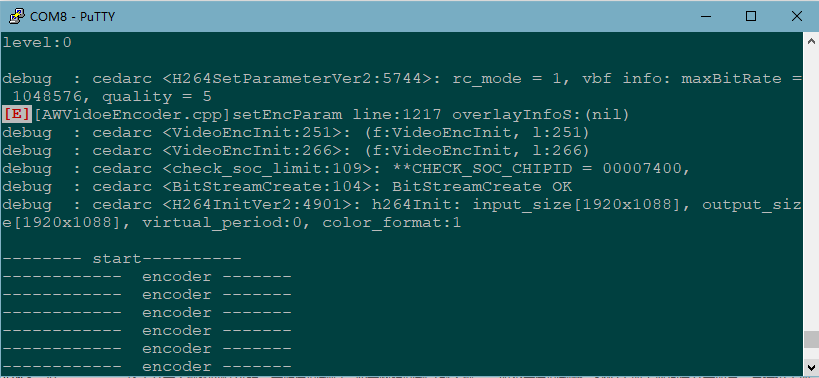 COM8 - PuTTY
level:0
debug  : cedarc <H264SetParameterVer2:5744>: rc_mode = 1, vbf info: maxBitRate =
 1048576, quality = 5
[E][AWVidoeEncoder.cpp]setEncParam line:1217 overlayInfoS:(nil)
debug  : cedarc <VideoEncInit:251>: (f:VideoEncInit, l:251)
debug  : cedarc <VideoEncInit:266>: (f:VideoEncInit, l:266)
debug  : cedarc <check_soc_limit:109>: **CHECK_SOC_CHIPID = 00007400,
debug  : cedarc <BitStreamCreate:104>: BitStreamCreate OK
debug  : cedarc <H264InitVer2:4901>: h264Init: input_size[1920x1088], output_siz
e[1920x1088], virtual_period:0, color_format:1
-------- start----------
------------  encoder -------
------------  encoder -------
------------  encoder -------
------------  encoder -------
------------  encoder -------
------------  encoder -------